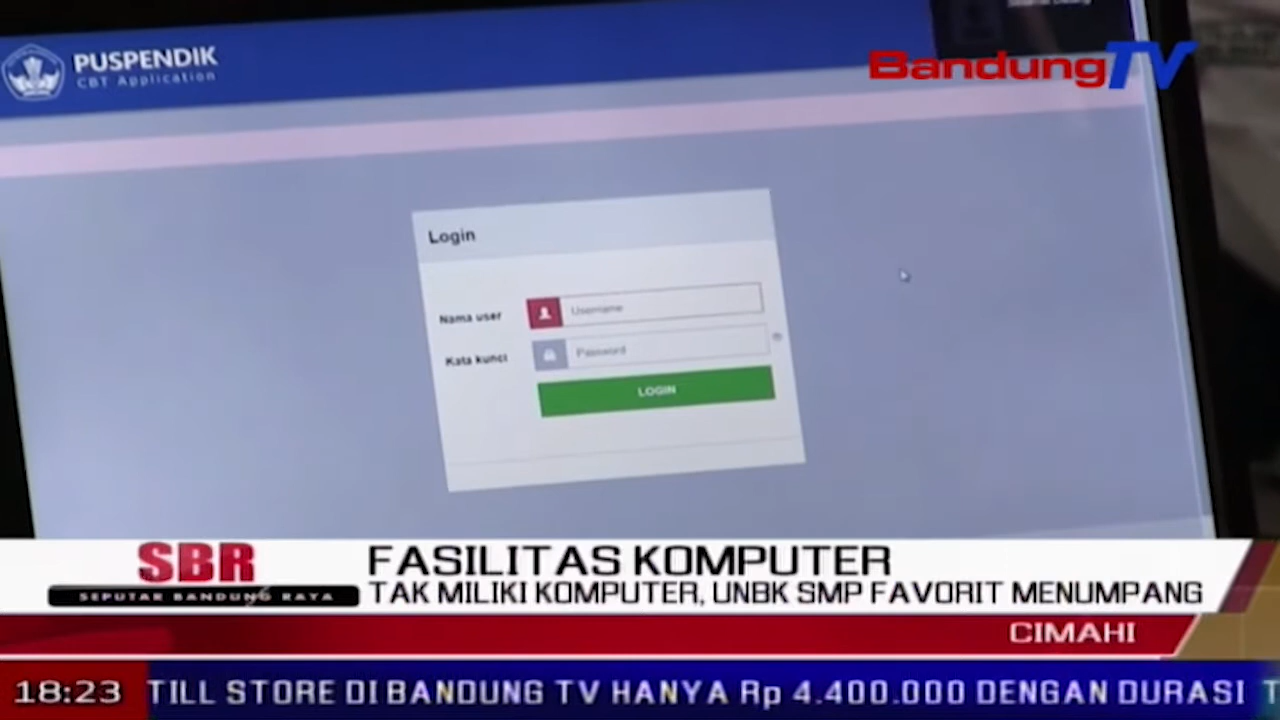 PUSPENDIK
CBT Application
BandungTV
Login
Nama user
Username
Kata kunci
Password
LOGIN
SBR
SEPUTAR BANDUNG RAYA
FASILITAS KOMPUTER
TAK MILIKI KOMPUTER, UNBK SMP FAVORIT MENUMPANG
CIMAHI
18:23
TILL STORE DI BANDUNG TV HANYA Rp 4.400.000 DENGAN DURASI